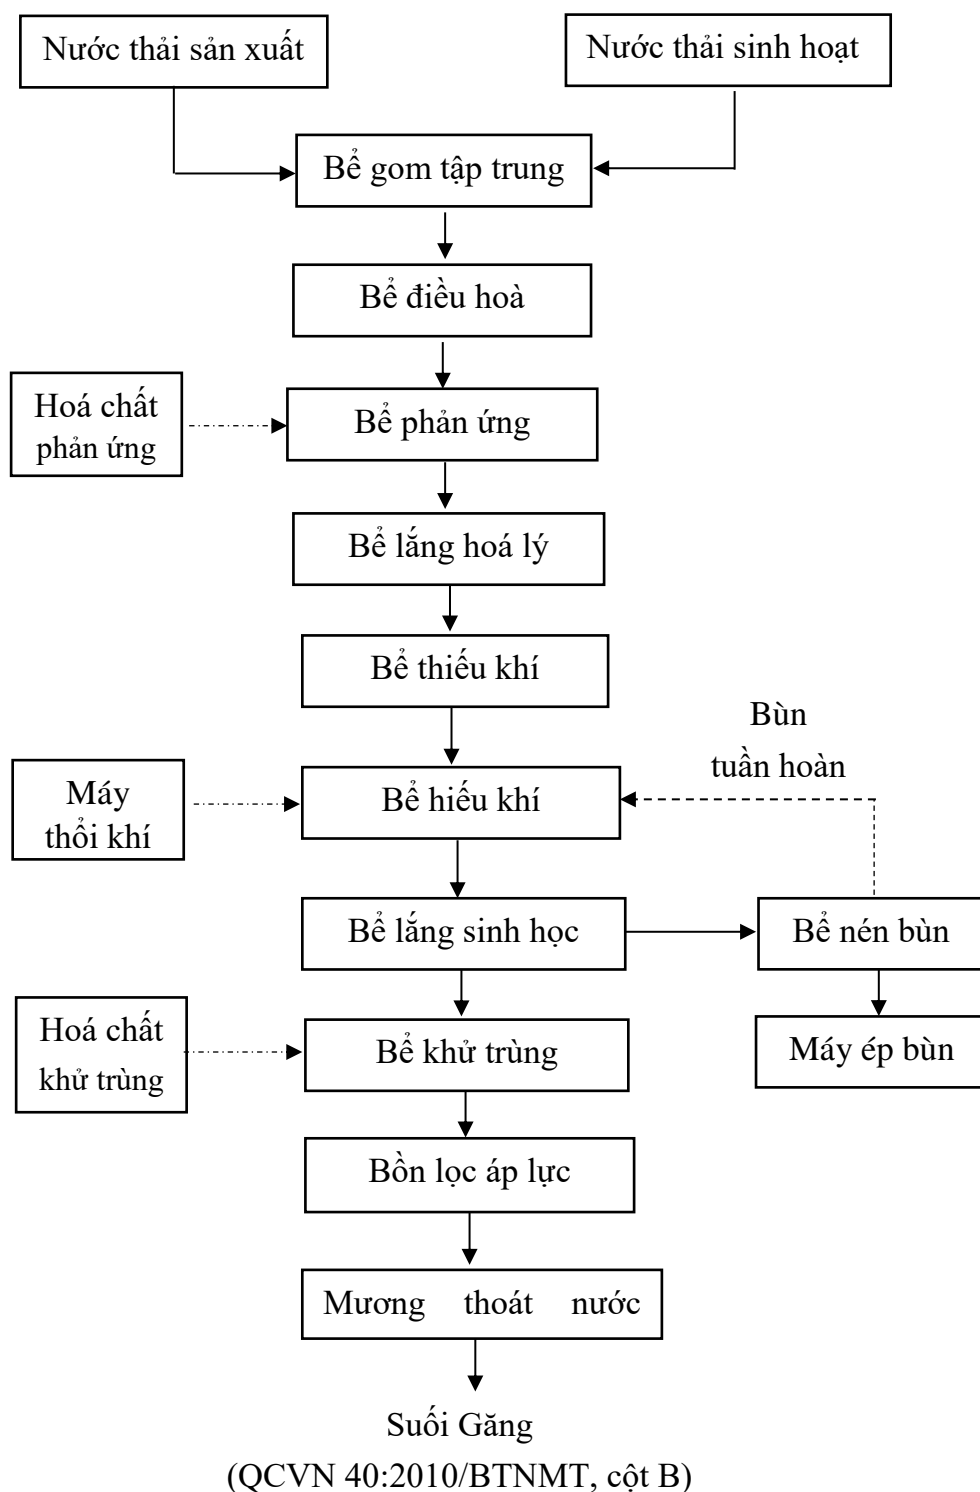 Nước thải sản xuất
Nước thải sinh hoạt
Bể gom tập trung
Bể điều hoà
Hoá chất
phản ứng
Bể phản ứng
Bể lắng hoá lý
Bể thiếu khí
Bùn
tuần hoàn
Máy
thổi khí
Bể hiếu khí
Bể lắng sinh học
Bể nén bùn
Hoá chất
khử trùng
Bể khử trùng
Máy ép bùn
Bồn lọc áp lực
Mương thoát nước
Suối Găng
(QCVN 40:2010/BTNMT, cột B)